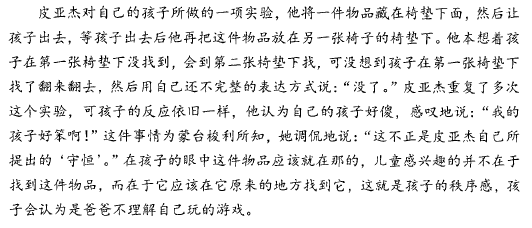 皮亚杰对自己的孩子所做的一项实验，他将一件物品藏在椅垫下面，然后让
孩子出去，等孩子出去后他再把这件物品放在另一张椅子的椅垫下。他本想着孩
子在第一张椅垫下没找到，会到第二张椅垫下找，可没想到孩子在第一张椅垫下
找了翻来翻去，然后用自己还不完整的表达方式说：“没了。”皮亚杰重复了多次
这个实验，可孩子的反应依旧一样，他认为自己的孩子好傻，感叹地说：“我的
孩子好笨啊！”这件事情为蒙台梭利所知，她调侃地说：“这不正是皮亚杰自己所
提出的‘守恒’。”在孩子的眼中这件物品应该就在那的，儿童感兴趣的并不在于
找到这件物品，而在于它应该在它原来的地方找到它，这就是孩子的秩序感，孩
子会认为是爸爸不理解自己玩的游戏。